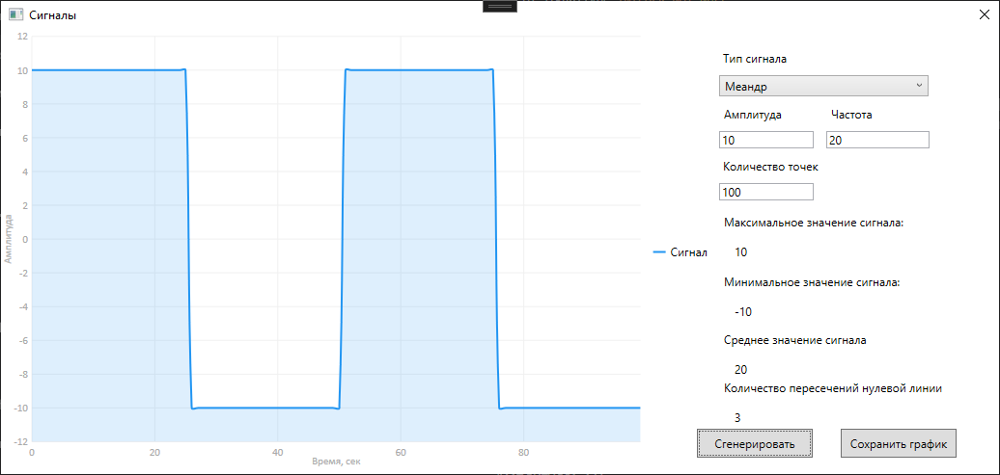 Сигналы
12
10
8
6
4
2
0
-2
-4
-6
-8
-10
-12
Амплитуда
0 20 40 60 80
Время, сек
Сигнал
Тип сигнала
Меандр
Амплитуда Частота
10 20
Количество точек
100
Максимальное значение сигнала:
10
Минимальное значение сигнала:
-10
Среднее значение сигнала
20
Количество пересечений нулевой линии
3
Сгенерировать Сохранить график